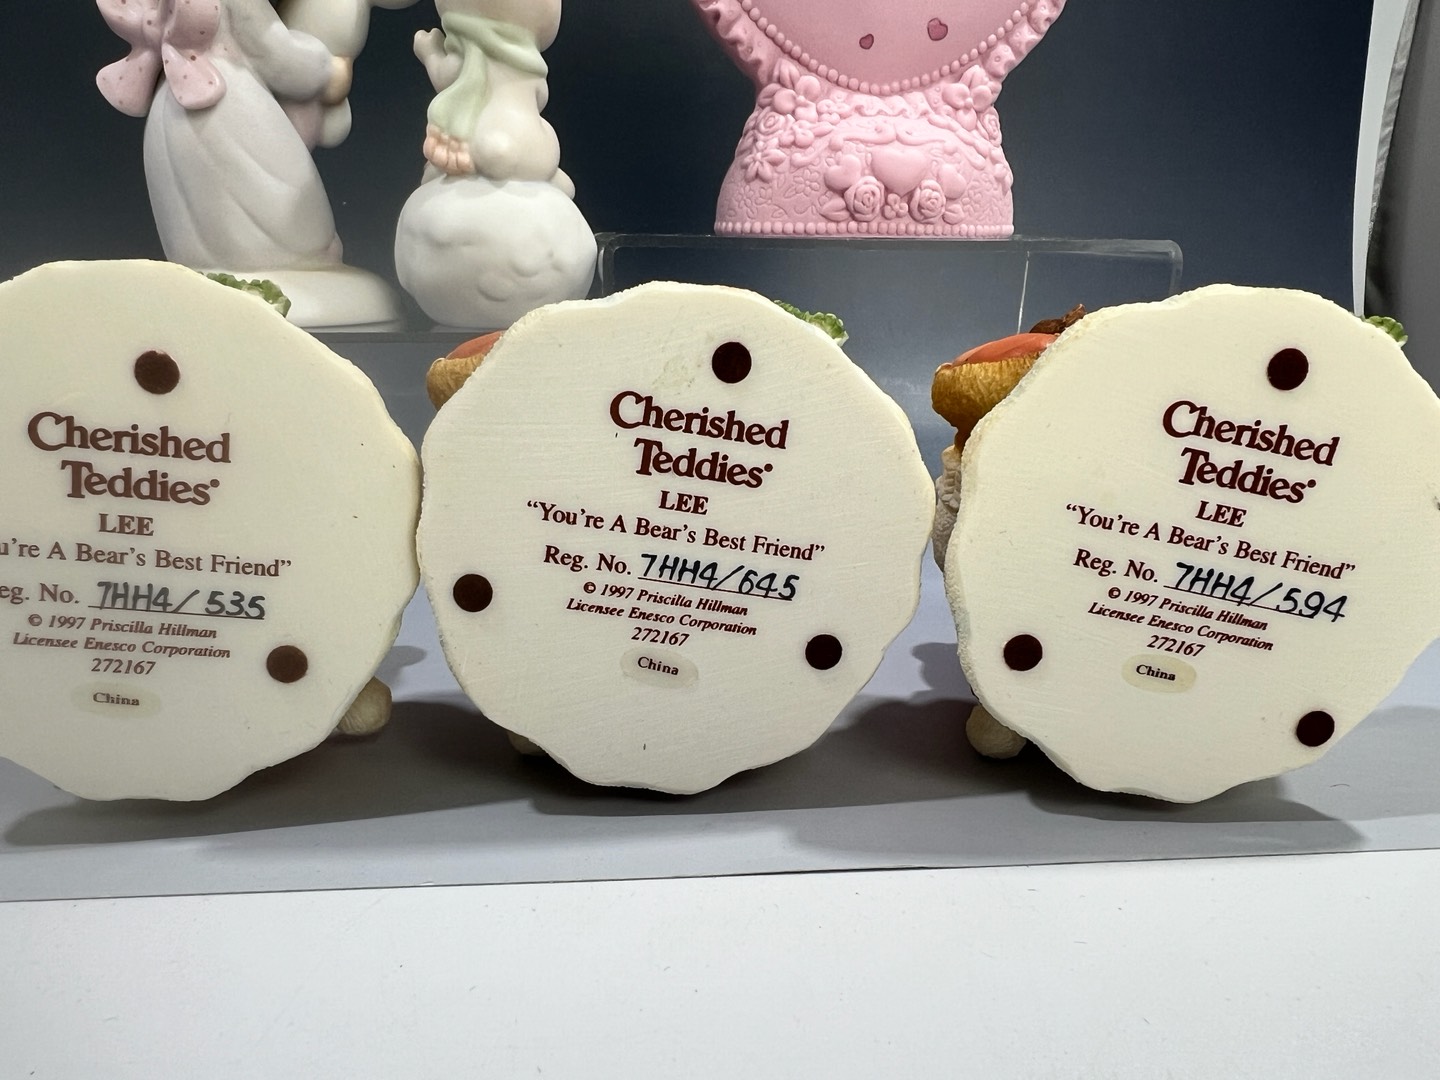 Cherished
Teddies
LEE
u're A Bear's Best Friend"
eg. No. 7HH4/535
© 1997 Priscilla Hillman
Licensee Enesco Corporation
272167
China
Cherished
Teddies
LEE
"You're A Bear's Best Friend"
Reg. No. 7HH4/645
© 1997 Priscilla Hillman
Licensee Enesco Corporation
272167
China
Cherished
Teddies
LEE
"You're A Bear's Best Friend"
Reg. No. 7HH4/594
© 1997 Priscilla Hillman
Licensee Enesco Corporation
272167
China